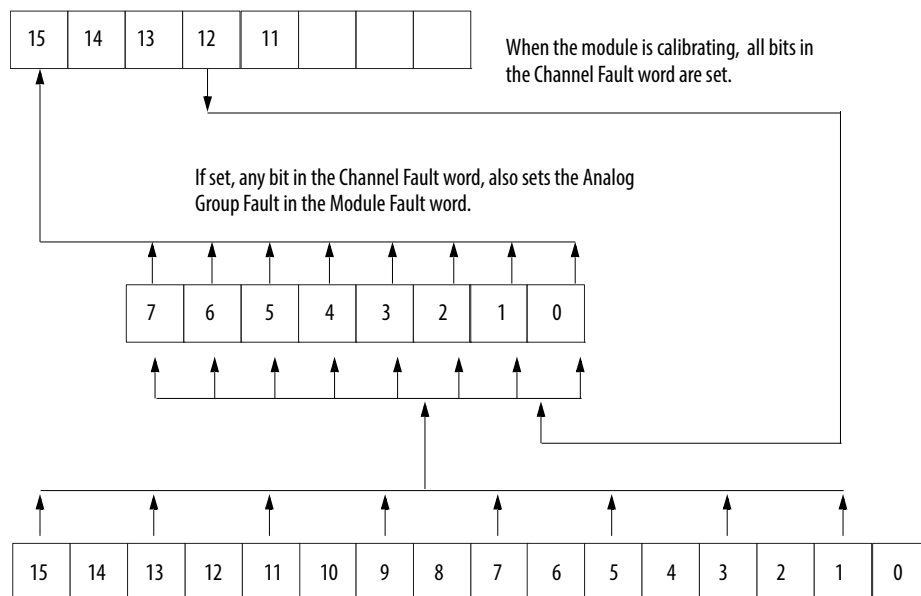 15 14 13 12 11
When the module is calibrating, all bits in
the Channel Fault word are set.
If set, any bit in the Channel Fault word, also sets the Analog
Group Fault in the Module Fault word.
7 6 5 4 3 2 1 0
15 14 13 12 11 10 9 8 7 6 5 4 3 2 1 0